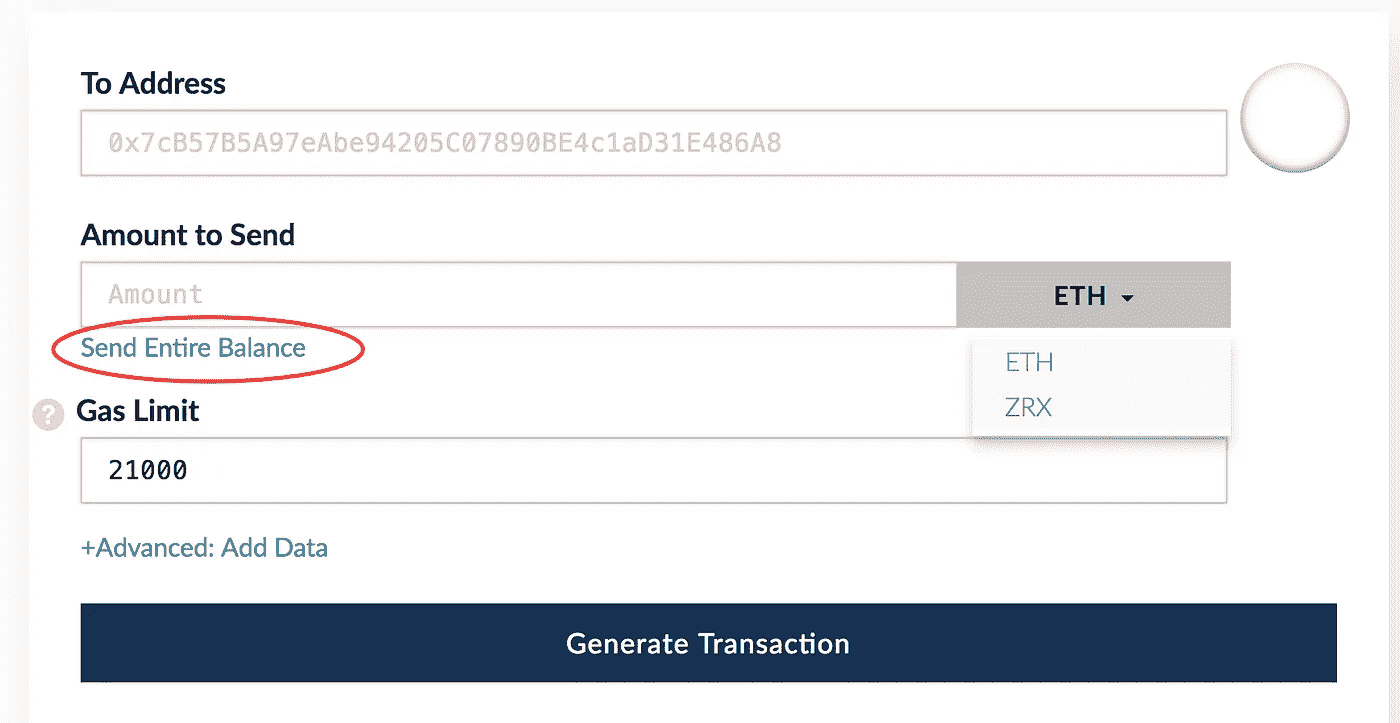 To Address
0x7cB57B5A97eAbe94205C07890BE4c1aD31E486A8
Amount to Send
Amount
ETH
Send Entire Balance
ETH
ZRX
? Gas Limit
21000
+Advanced: Add Data
Generate Transaction